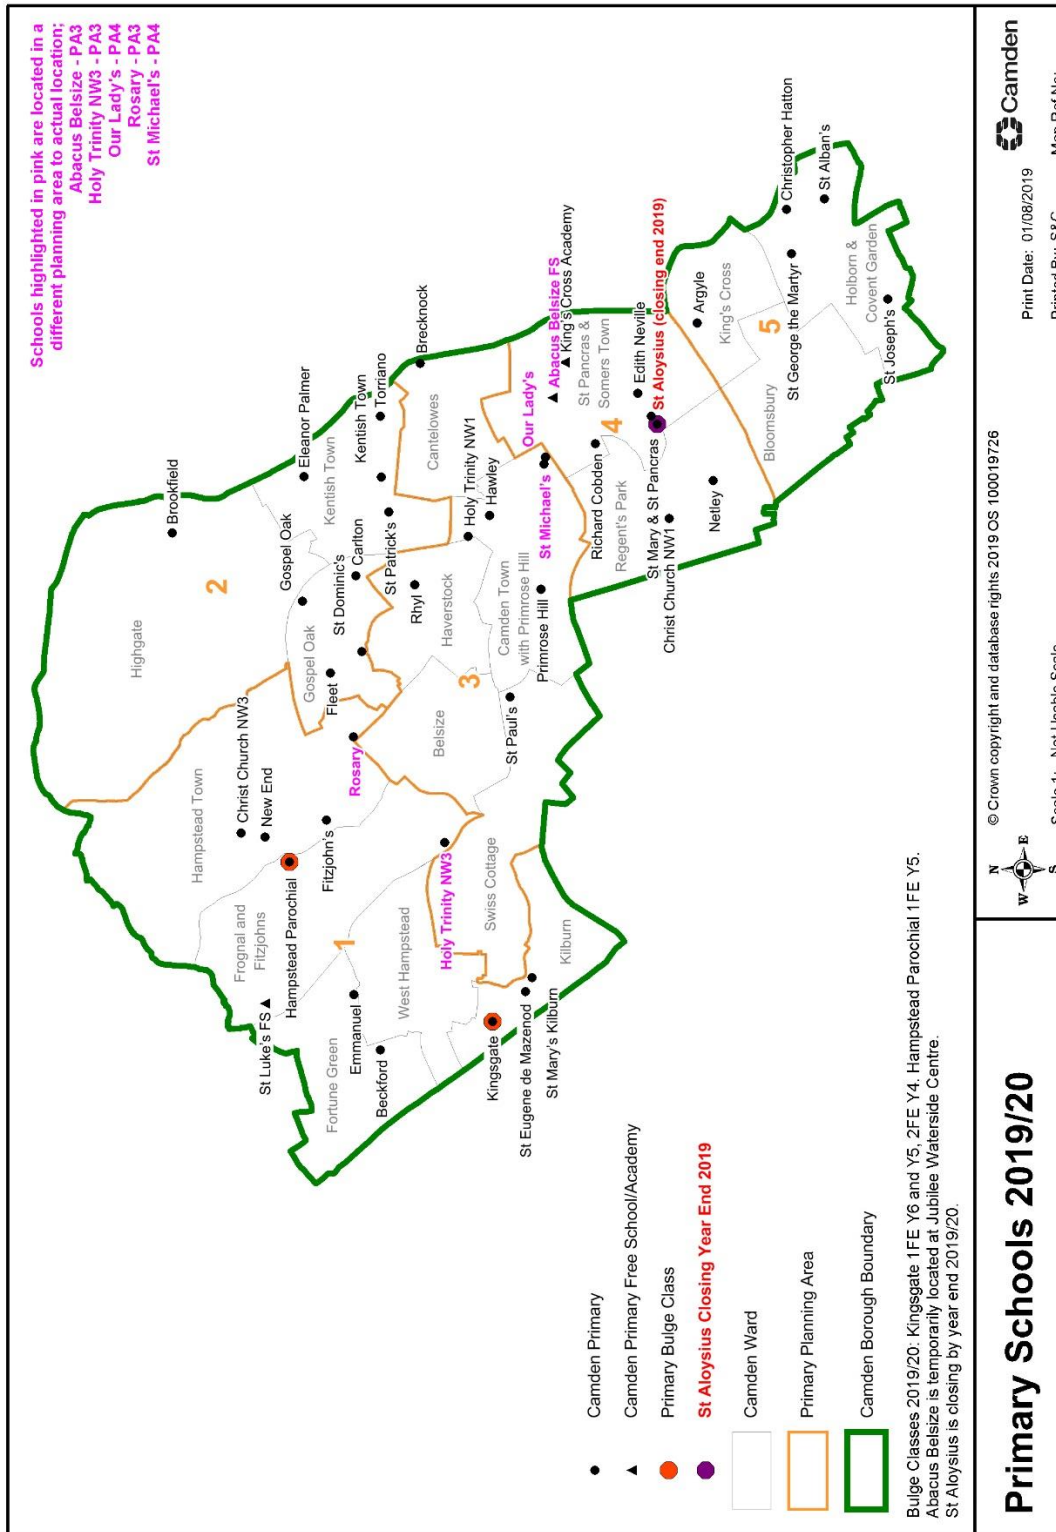 Schools highlighted in pink are located in a
different planning area to actual location;
Abacus Belsize - PA3
Holy Trinity NW3 - PA3
Our Lady's - PA4
Rosary - PA3
St Michael's - PA4
Highgate
2
Brookfield
Hampstead Town
Christ Church NW3
New End
Gospel Oak
Eleanor Palmer
Kentish Town
Frognal and
Fitzjohns
Hampstead Parochial
St Luke's FS
Fitzjohn's
Gospel Oak
Fleet
St Dominic's
Carlton
Kentish Town
Torriano
Rosary
St Patrick's
Brecknock
Fortune Green
1
Emmanuel
Beckford
West Hampstead
Holy Trinity NW3
Belsize
Rhyl
Haverstock
Cantelowes
3
Holy Trinity NW1
Hawley
Swiss Cottage
St Paul's
Camden Town
with Primrose Hill
Primrose Hill
St Michael's
Our Lady's
Abacus Belsize FS
King's Cross Academy
St Pancras &
Somers Town
Kingsgate
St Eugene de Mazenod
St Mary's Kilburn
Kilburn
Richard Cobden
4
Regent's Park
Edith Neville
St Aloysius (closing end 2019)
St Mary & St Pancras
Christ Church NW1
Netley
Argyle
King's Cross
Bloomsbury
5
St George the Martyr
Christopher Hatton
St Alban's
Holborn &
Covent Garden
St Joseph's
Camden Primary
Camden Primary Free School/Academy
Primary Bulge Class
St Aloysius Closing Year End 2019
Camden Ward
Primary Planning Area
Camden Borough Boundary
Bulge Classes 2019/20: Kingsgate 1FE Y6 and Y5, 2FE Y4. Hampstead Parochial 1FE Y5.
Abacus Belsize is temporarily located at Jubilee Waterside Centre.
St Aloysius is closing by year end 2019/20.
Primary Schools 2019/20
N
W
E
S
© Crown copyright and database rights 2019 OS 100019726
Scale 1: Not Usable Scale
Print Date: 01/08/2019
Printed By: S&C
Camden
Map Ref No: